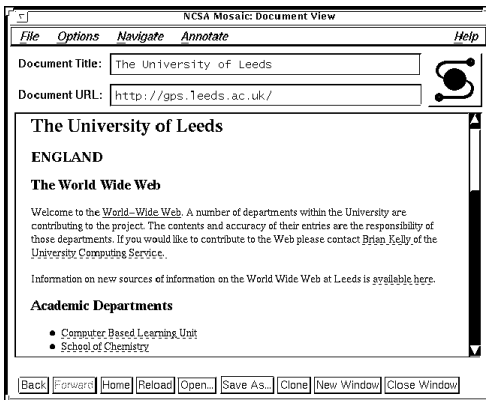 NCSA Mosaic: Document View
File Options Navigate Annotate Help
Document Title: The University of Leeds
Document URL: http://gps.leeds.ac.uk/
The University of Leeds
ENGLAND
The World Wide Web
Welcome to the World-Wide Web. A number of departments within the University are
contributing to the project. The contents and accuracy of their entries are the responsibility of
those departments. If you would like to contribute to the Web please contact Brian Kelly of the
University Computing Service.
Information on new sources of information on the World Wide Web at Leeds is available here.
Academic Departments
● Computer Based Learning Unit
● School of Chemistry
Back Forward Home Reload Open... Save As... Clone New Window Close Window